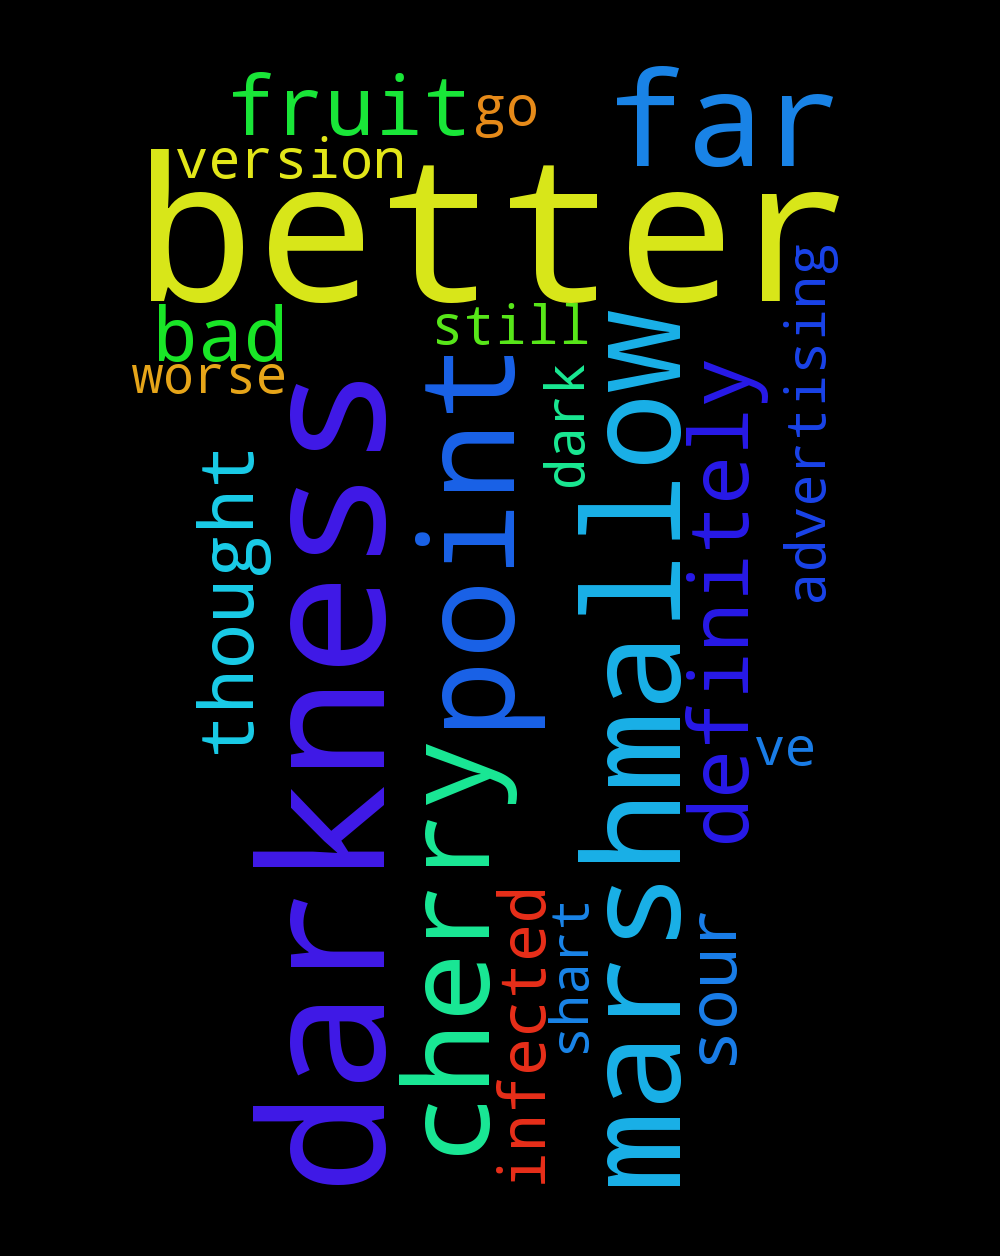 fruit
go
far
version
better
bad
still
worse
advertising
dark
point
marshmallow
definitely
darkness
thought
ve
cherry
infected
shart
sour